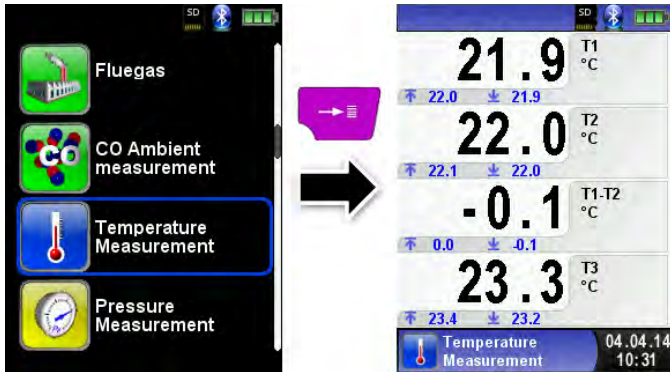 SD
Fluegas
CO
CO Ambient
measurement
Temperature
Measurement
Pressure
Measurement
SD
21.9 T1 °C
22.0 21.9
22.0 T2 °C
22.1 22.0
-0.1 T1-T2 °C
0.0 -0.1
23.3 T3 °C
23.4 23.2
Temperature
Measurement
04.04.14
10:31